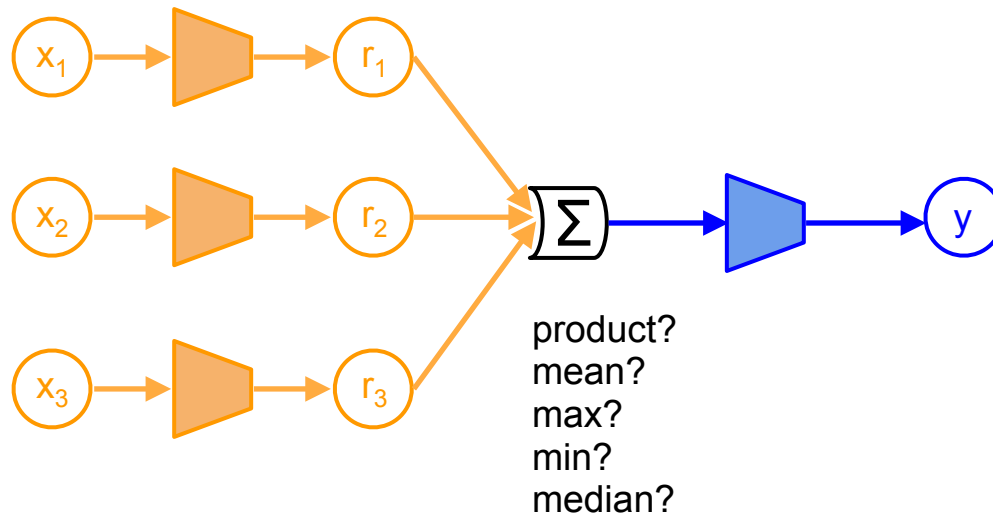 x₁ r₁
x₂ r₂ Σ y
x₃ r₃
product?
mean?
max?
min?
median?